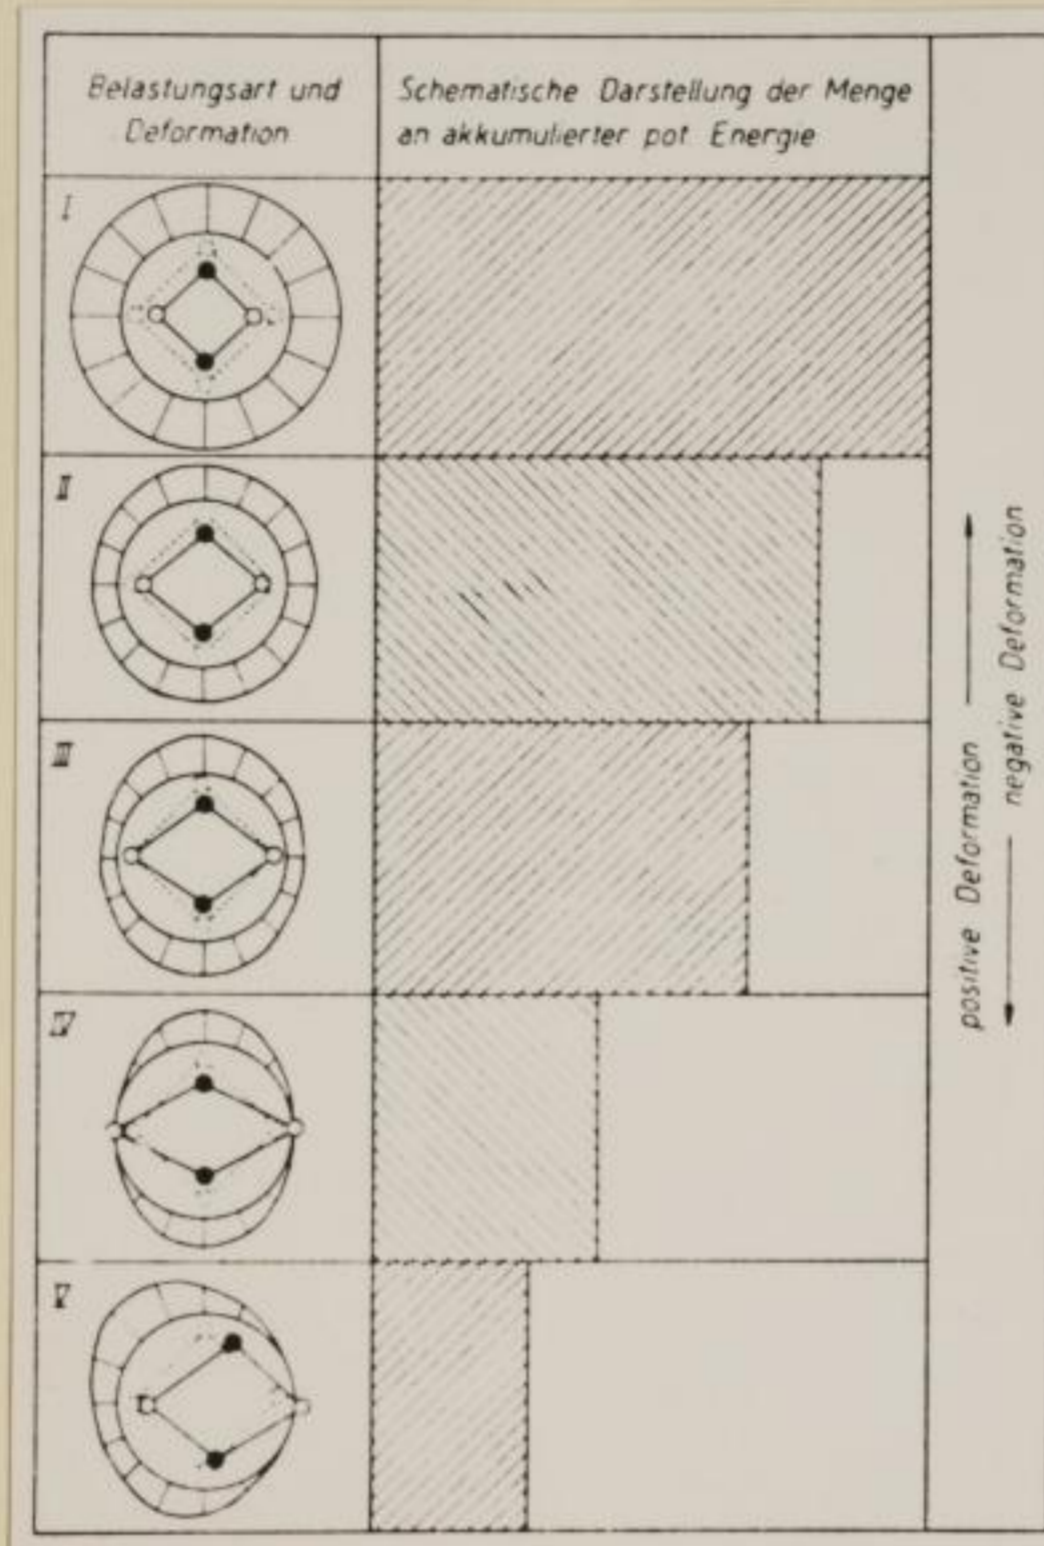 Belastungsart und
Deformation
Schematische Darstellung der Menge
an akkumulierter pot. Energie
I
II
III
IV
V
positive Deformation
negative Deformation